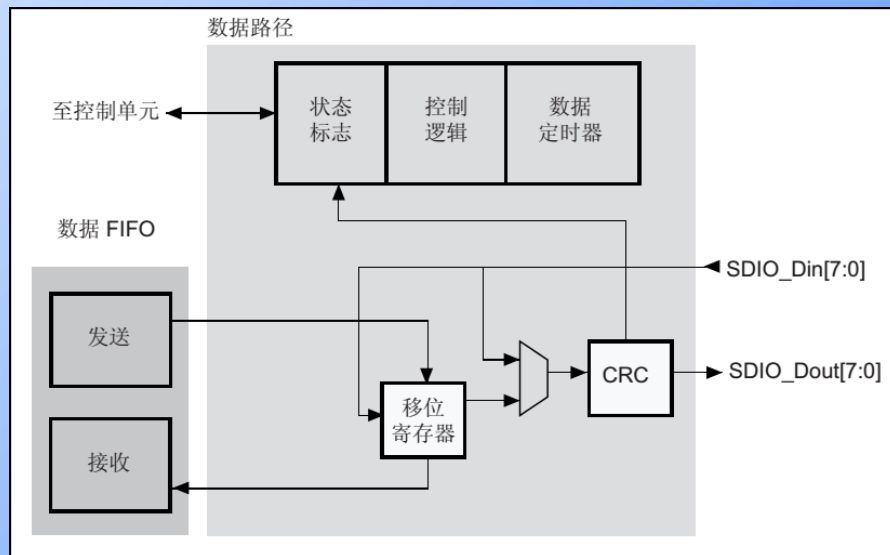 数据路径
至控制单元
状态
标志
控制
逻辑
数据
定时器
数据 FIFO
SDIO_Din[7:0]
发送
CRC
SDIO_Dout[7:0]
移位
寄存器
接收